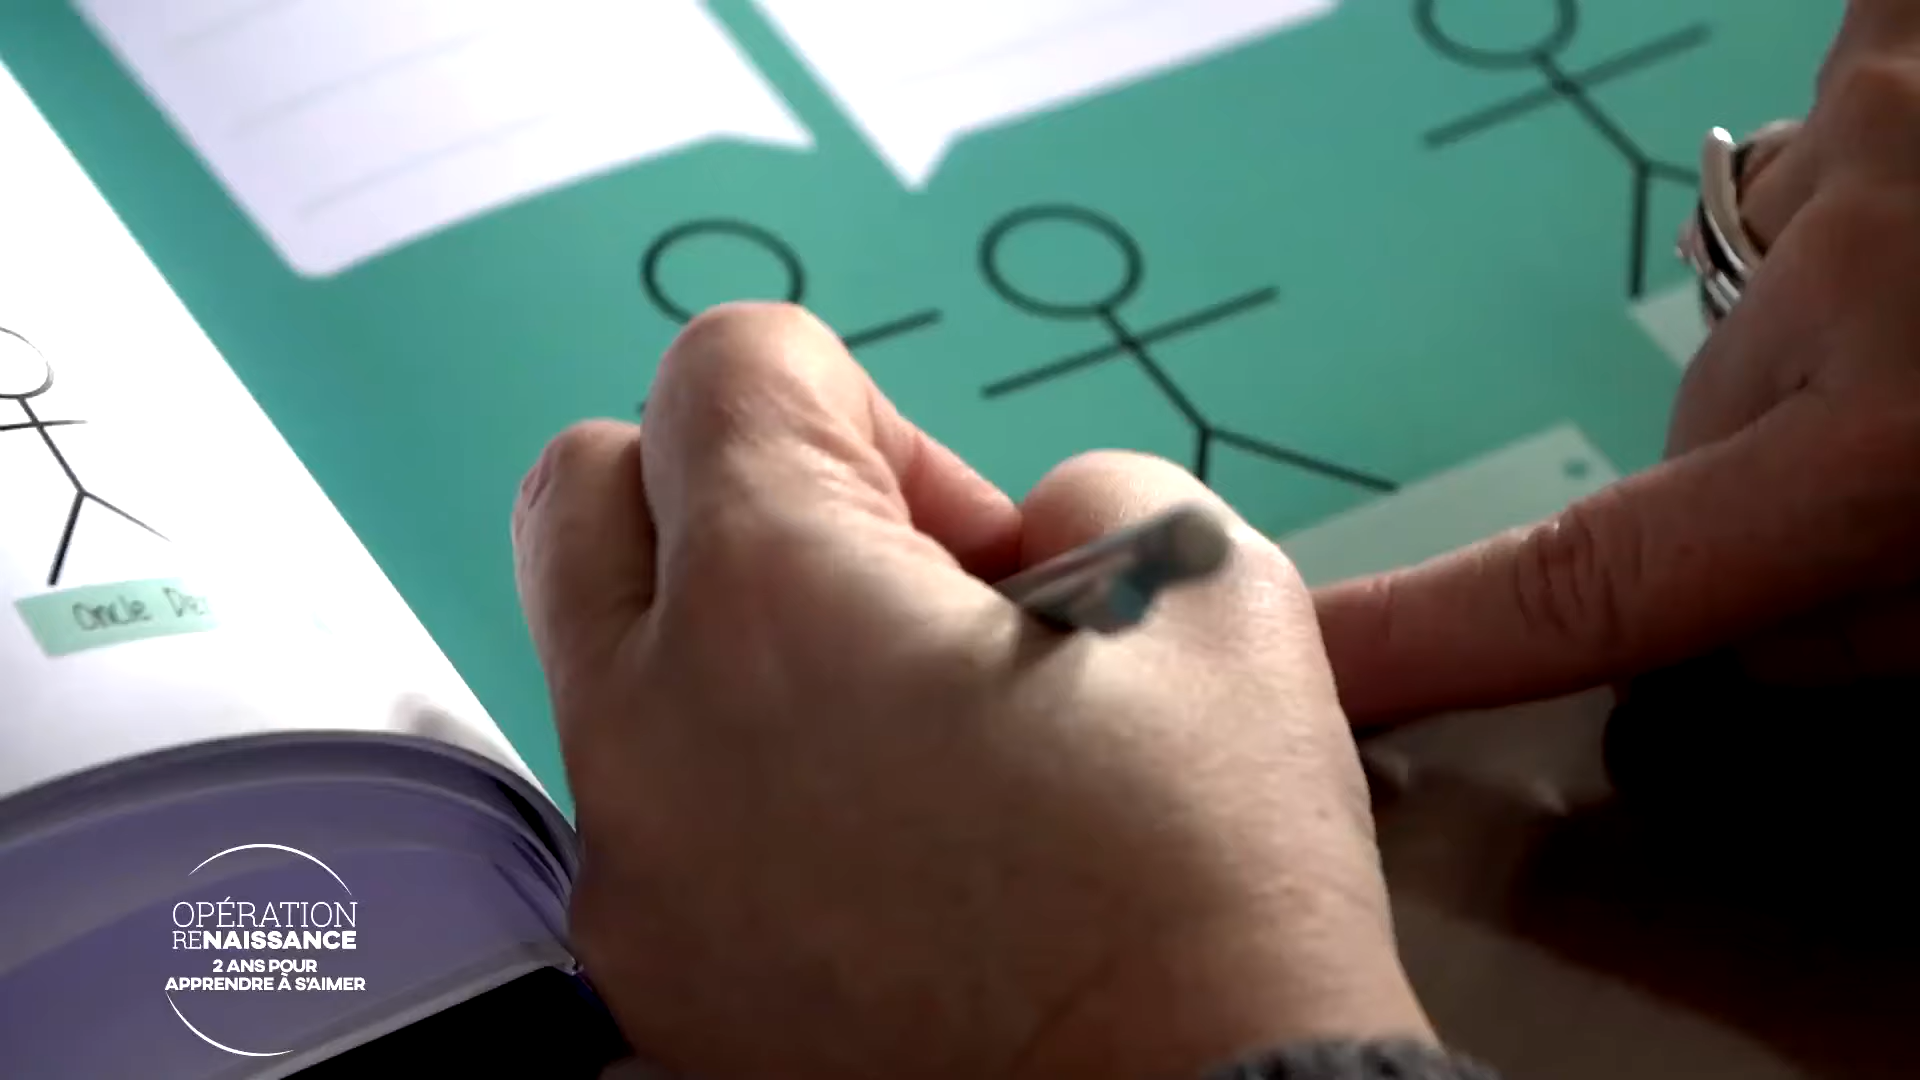 Oncle
OPÉRATION
RENAISSANCE
2 ANS POUR
APPRENDRE À S'AIMER